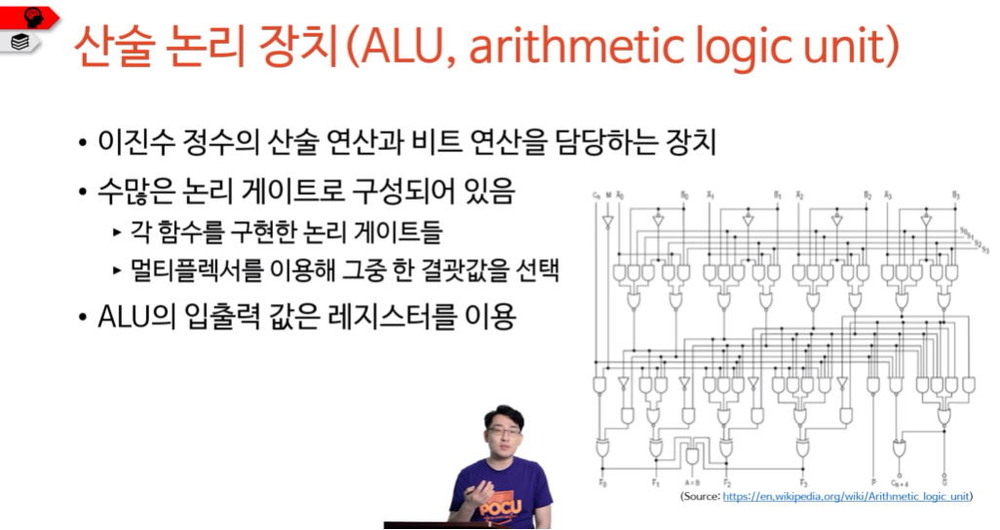 산술 논리 장치(ALU, arithmetic logic unit)
• 이진수 정수의 산술 연산과 비트 연산을 담당하는 장치
• 수많은 논리 게이트로 구성되어 있음
▸ 각 함수를 구현한 논리 게이트들
▸ 멀티플렉서를 이용해 그중 한 결괏값을 선택
• ALU의 입출력 값은 레지스터를 이용
Cn M A0 B0 A1 B1 A2 B2 A3 B3
S0 S1 S2 S3
F0 F1 A=B F2 F3 P Cn+4 G
(Source: https://en.wikipedia.org/wiki/Arithmetic_logic_unit)
POCU